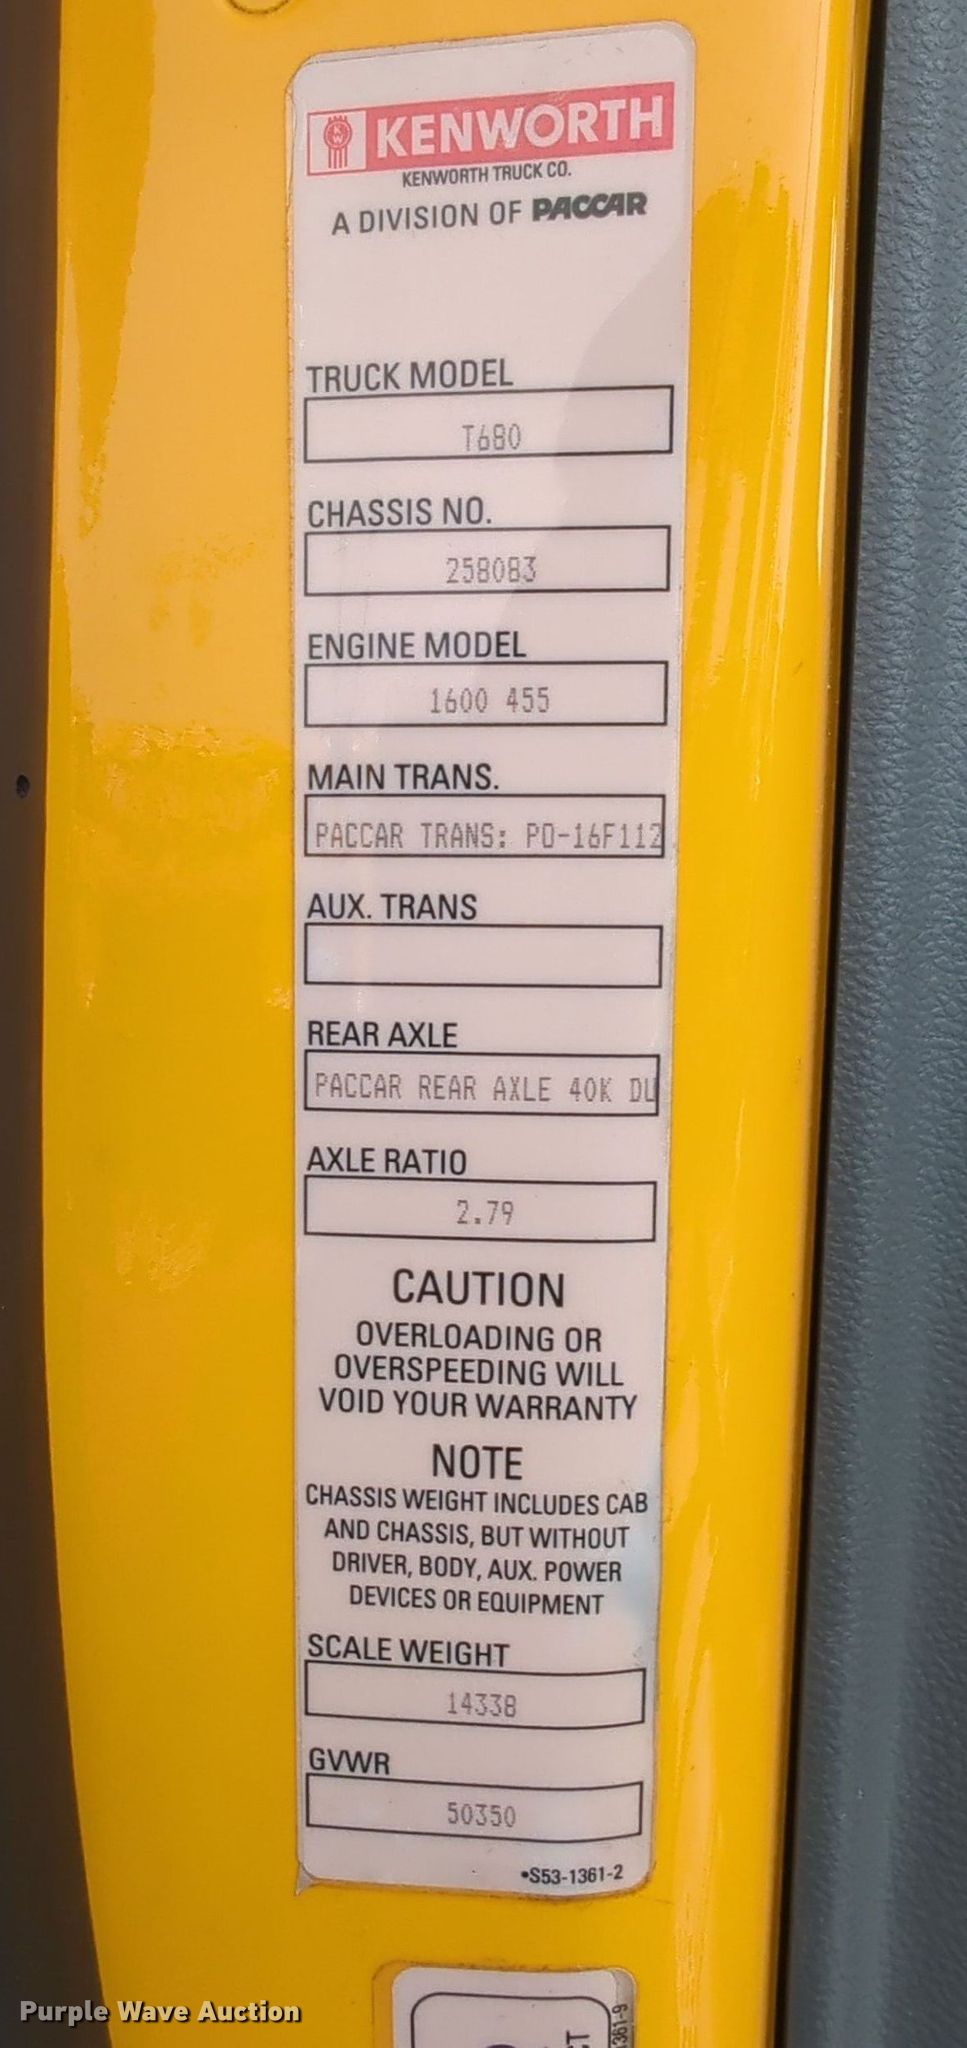 KENWORTH
KENWORTH TRUCK CO.
A DIVISION OF PACCAR
TRUCK MODEL
T680
CHASSIS NO.
258083
ENGINE MODEL
1600 455
MAIN TRANS.
PACCAR TRANS: PO-16F112
AUX. TRANS
REAR AXLE
PACCAR REAR AXLE 40K DU
AXLE RATIO
2.79
CAUTION
OVERLOADING OR
OVERSPEEDING WILL
VOID YOUR WARRANTY
NOTE
CHASSIS WEIGHT INCLUDES CAB
AND CHASSIS, BUT WITHOUT
DRIVER, BODY, AUX. POWER
DEVICES OR EQUIPMENT
SCALE WEIGHT
14338
GVWR
50350
•S53-1361-2
1361-9
Purple Wave Auction